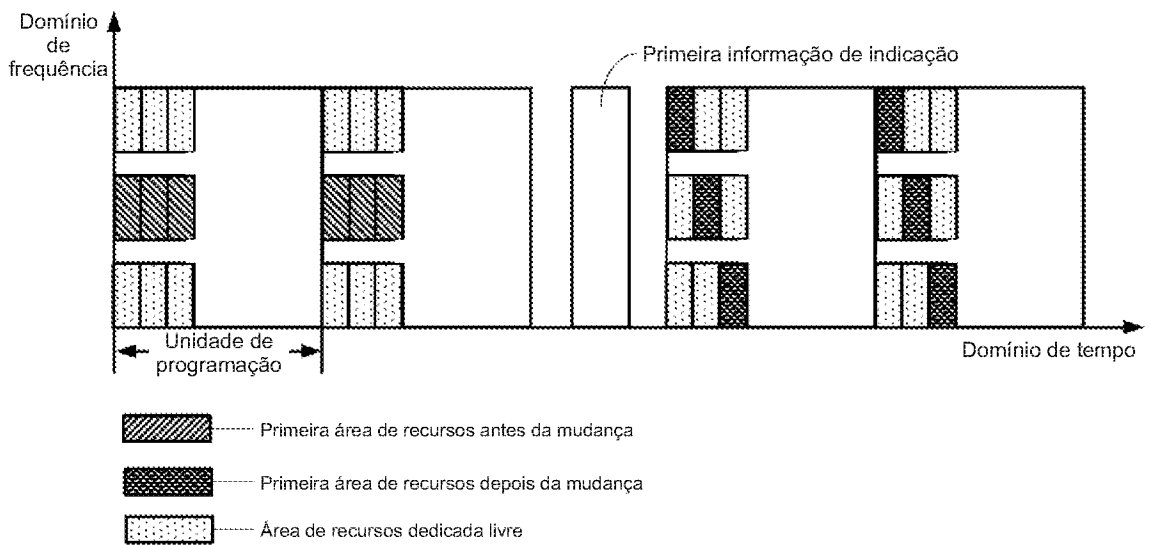 Domínio
de
frequência
Primeira informação de indicação
Unidade de
programação
Domínio de tempo
Primeira área de recursos antes da mudança
Primeira área de recursos depois da mudança
Área de recursos dedicada livre